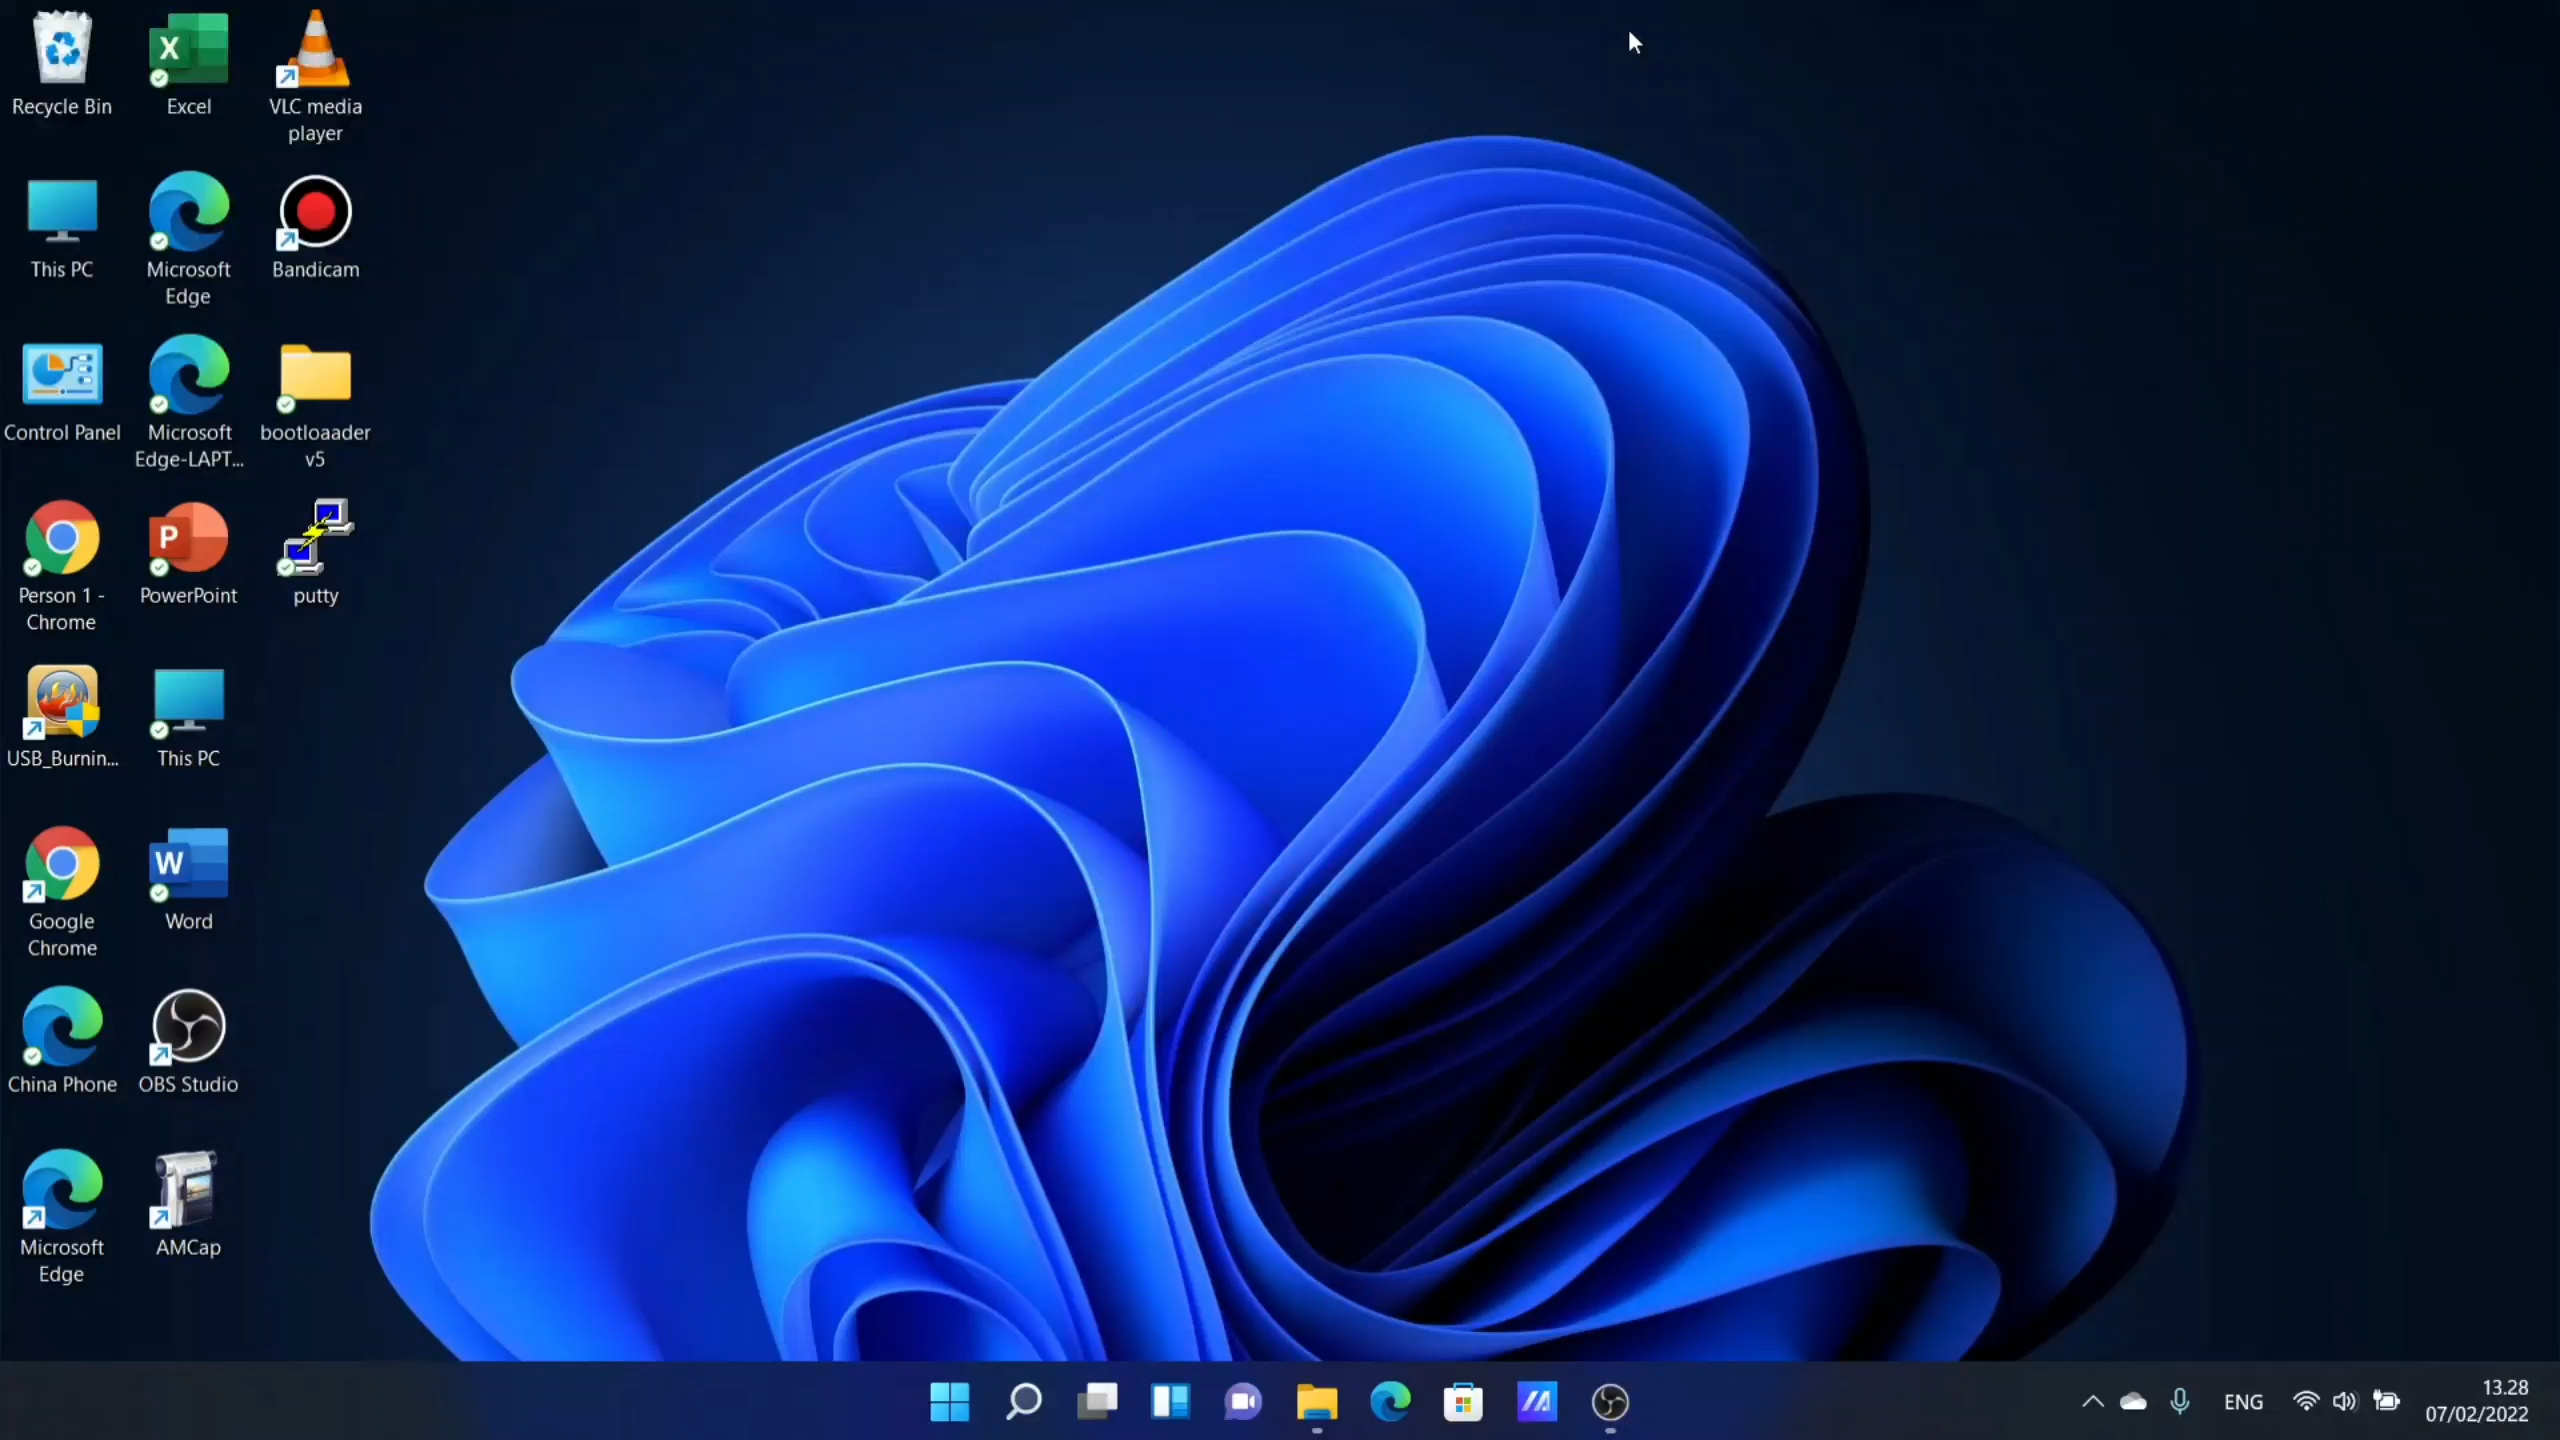 Recycle Bin
Excel
VLC media
player
This PC
Microsoft
Edge
Bandicam
Control Panel
Microsoft
Edge-LAPT...
bootloaader
v5
Person 1 -
Chrome
PowerPoint
putty
USB_Burnin...
This PC
Google
Chrome
Word
China Phone
OBS Studio
Microsoft
Edge
AMCap
ENG
13.28
07/02/2022